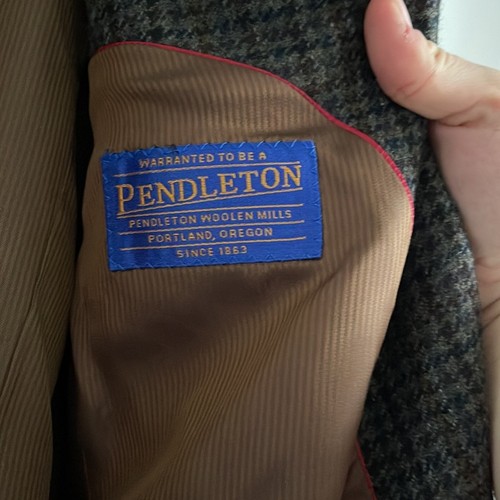 WARRANTED TO BE A
PENDLETON
PENDLETON WOOLEN MILLS
PORTLAND, OREGON
SINCE 1863